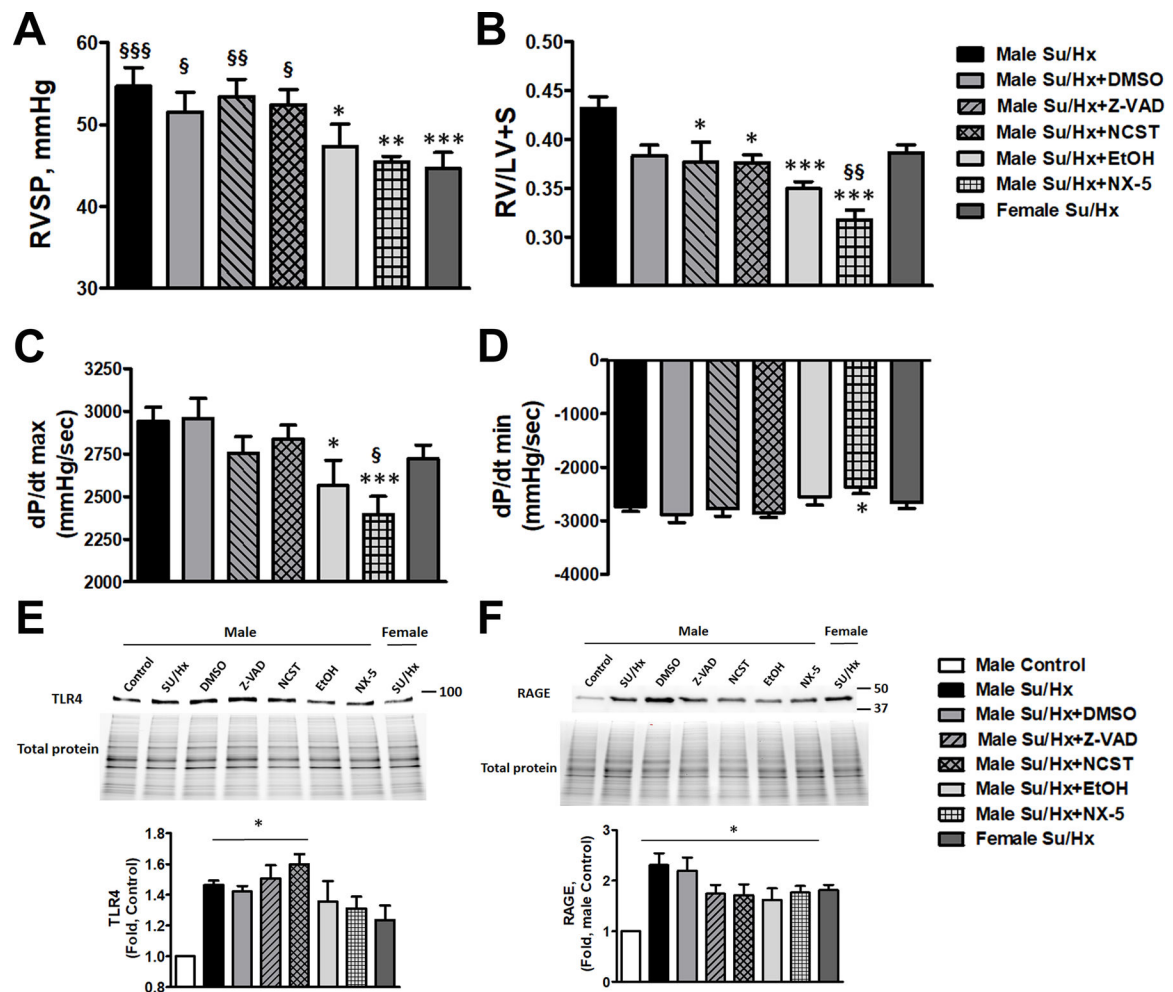 A
RVSP, mmHg
60
50
40
30
§§§
§
§§
§
*
**
***
B
RV/LV+S
0.50
0.45
0.40
0.35
0.30
*
*
***
§§
***
Male Su/Hx
Male Su/Hx+DMSO
Male Su/Hx+Z-VAD
Male Su/Hx+NCST
Male Su/Hx+EtOH
Male Su/Hx+NX-5
Female Su/Hx
C
dP/dt max
(mmHg/sec)
3250
3000
2750
2500
2250
2000
*
§
***
D
dP/dt min
(mmHg/sec)
0
-1000
-2000
-3000
-4000
*
E
Male
Female
Control
SU/Hx
DMSO
Z-VAD
NCST
EtOH
NX-5
SU/Hx
TLR4
100
Total protein
TLR4
(Fold, Control)
1.8
1.6
1.4
1.2
1.0
0.8
*
F
Male
Female
Control
SU/Hx
DMSO
Z-VAD
NCST
EtOH
NX-5
SU/Hx
RAGE
50
37
Total protein
RAGE,
(Fold, male Control)
3
2
1
0
*
Male Control
Male Su/Hx
Male Su/Hx+DMSO
Male Su/Hx+Z-VAD
Male Su/Hx+NCST
Male Su/Hx+EtOH
Male Su/Hx+NX-5
Female Su/Hx